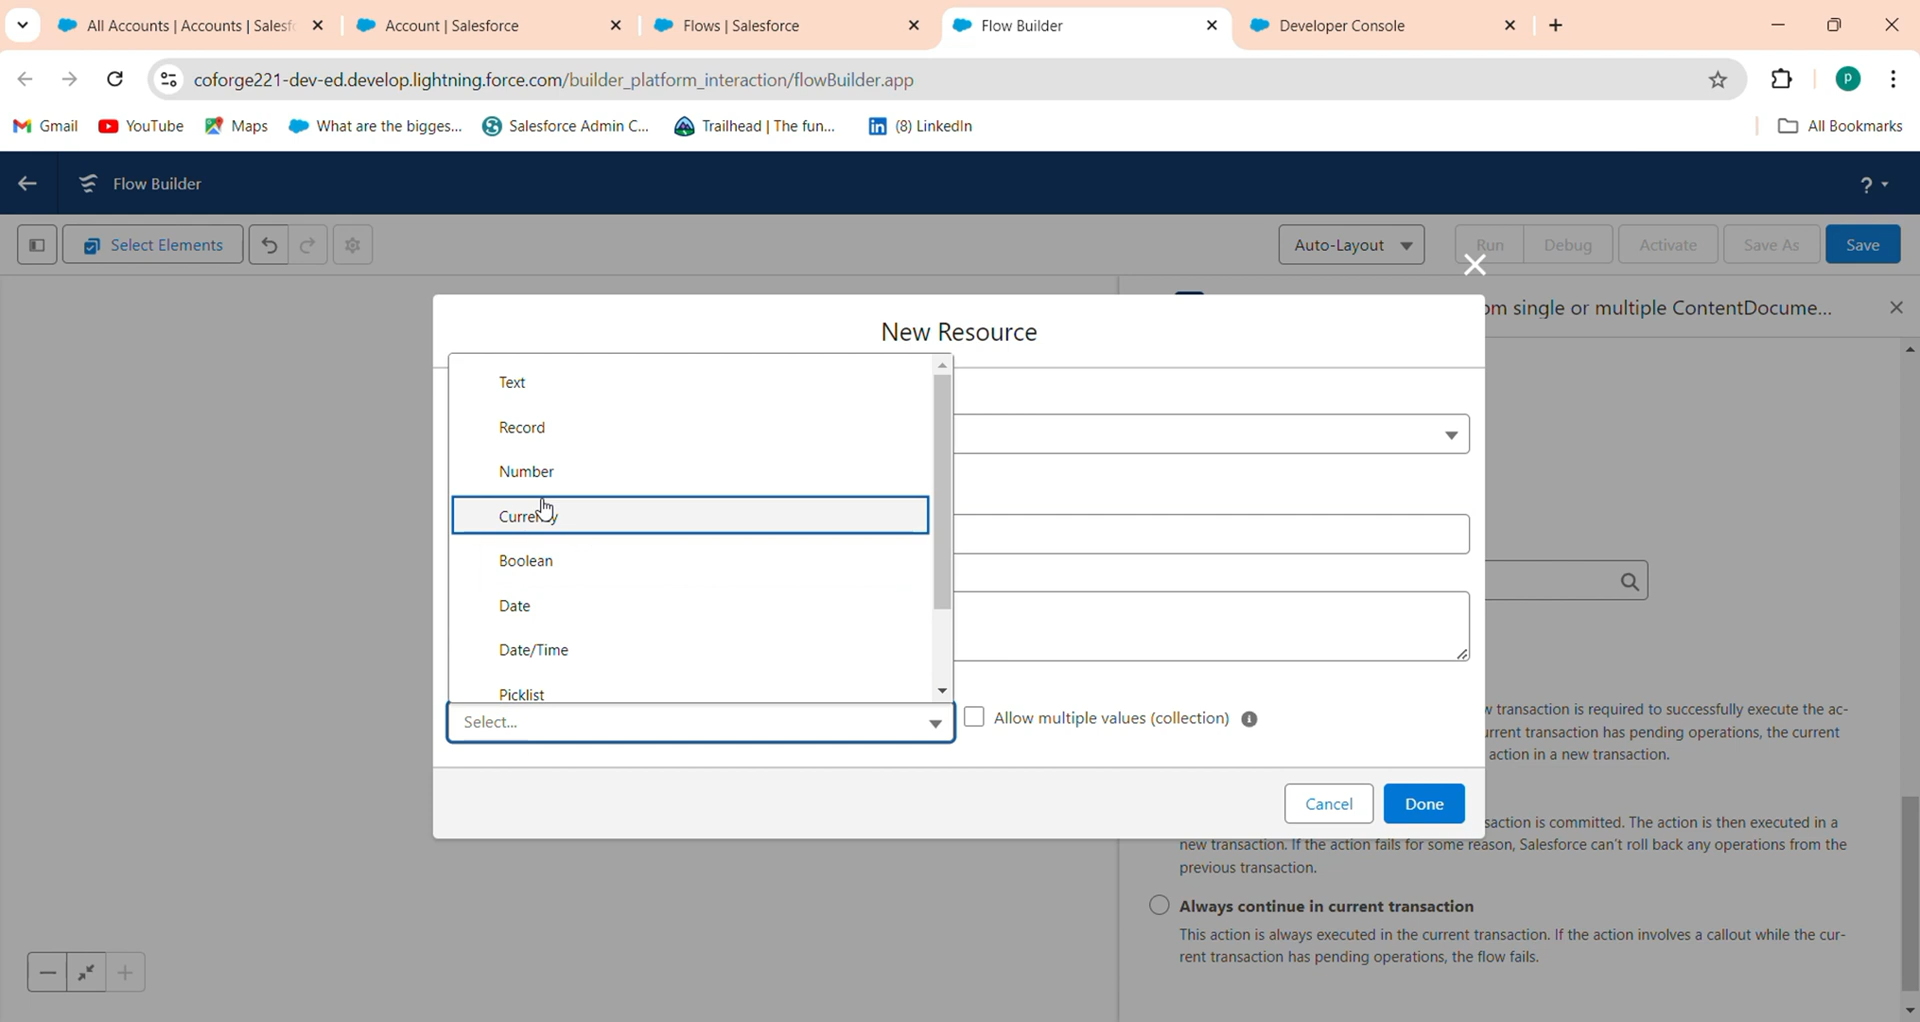 All Accounts | Accounts | Salesf
Account | Salesforce
Flows | Salesforce
Flow Builder
Developer Console
coforge221-dev-ed.develop.lightning.force.com/builder_platform_interaction/flowBuilder.app
P
Gmail
YouTube
Maps
What are the bigges...
Salesforce Admin C...
Trailhead | The fun...
(8) LinkedIn
All Bookmarks
Flow Builder
?
Select Elements
Auto-Layout
Run
Debug
Activate
Save As
Save
om single or multiple ContentDocume...
New Resource
Text
Record
Number
Currency
Boolean
Date
Date/Time
Picklist
Select...
Allow multiple values (collection)
Cancel
Done
transaction is required to successfully execute the ac-
urrent transaction has pending operations, the current
action in a new transaction.
saction is committed. The action is then executed in a
new transaction. If the action fails for some reason, Salesforce can't roll back any operations from the
previous transaction.
Always continue in current transaction
This action is always executed in the current transaction. If the action involves a callout while the cur-
rent transaction has pending operations, the flow fails.